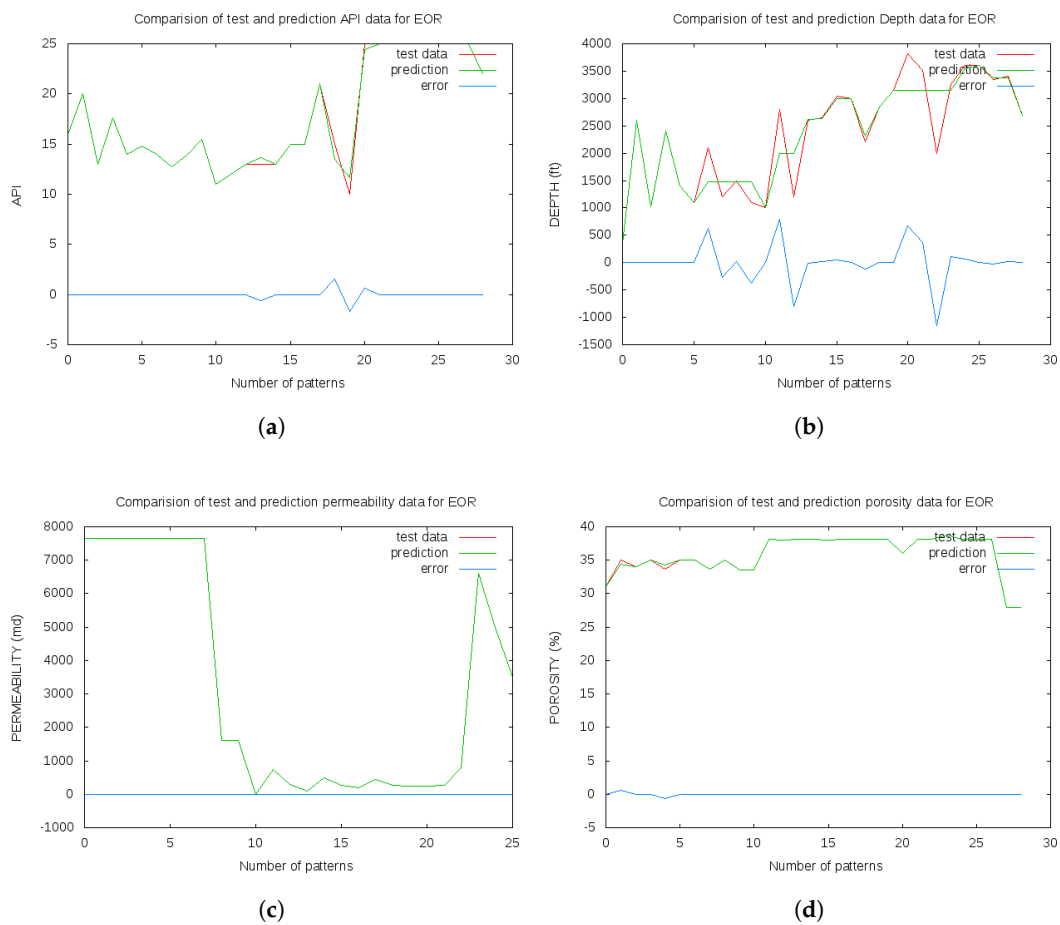 Comparision of test and prediction API data for EOR
25
20
15
10
5
0
-5
API
test data
prediction
error
0 5 10 15 20 25 30
Number of patterns
(a)
Comparision of test and prediction Depth data for EOR
4000
3500
3000
2500
2000
1500
1000
500
0
-500
-1000
-1500
DEPTH (ft)
test data
prediction
error
0 5 10 15 20 25 30
Number of patterns
(b)
Comparision of test and prediction permeability data for EOR
8000
7000
6000
5000
4000
3000
2000
1000
0
-1000
PERMEABILITY (md)
test data
prediction
error
0 5 10 15 20 25
Number of patterns
(c)
Comparision of test and prediction porosity data for EOR
40
35
30
25
20
15
10
5
0
-5
POROSITY (%)
test data
prediction
error
0 5 10 15 20 25 30
Number of patterns
(d)